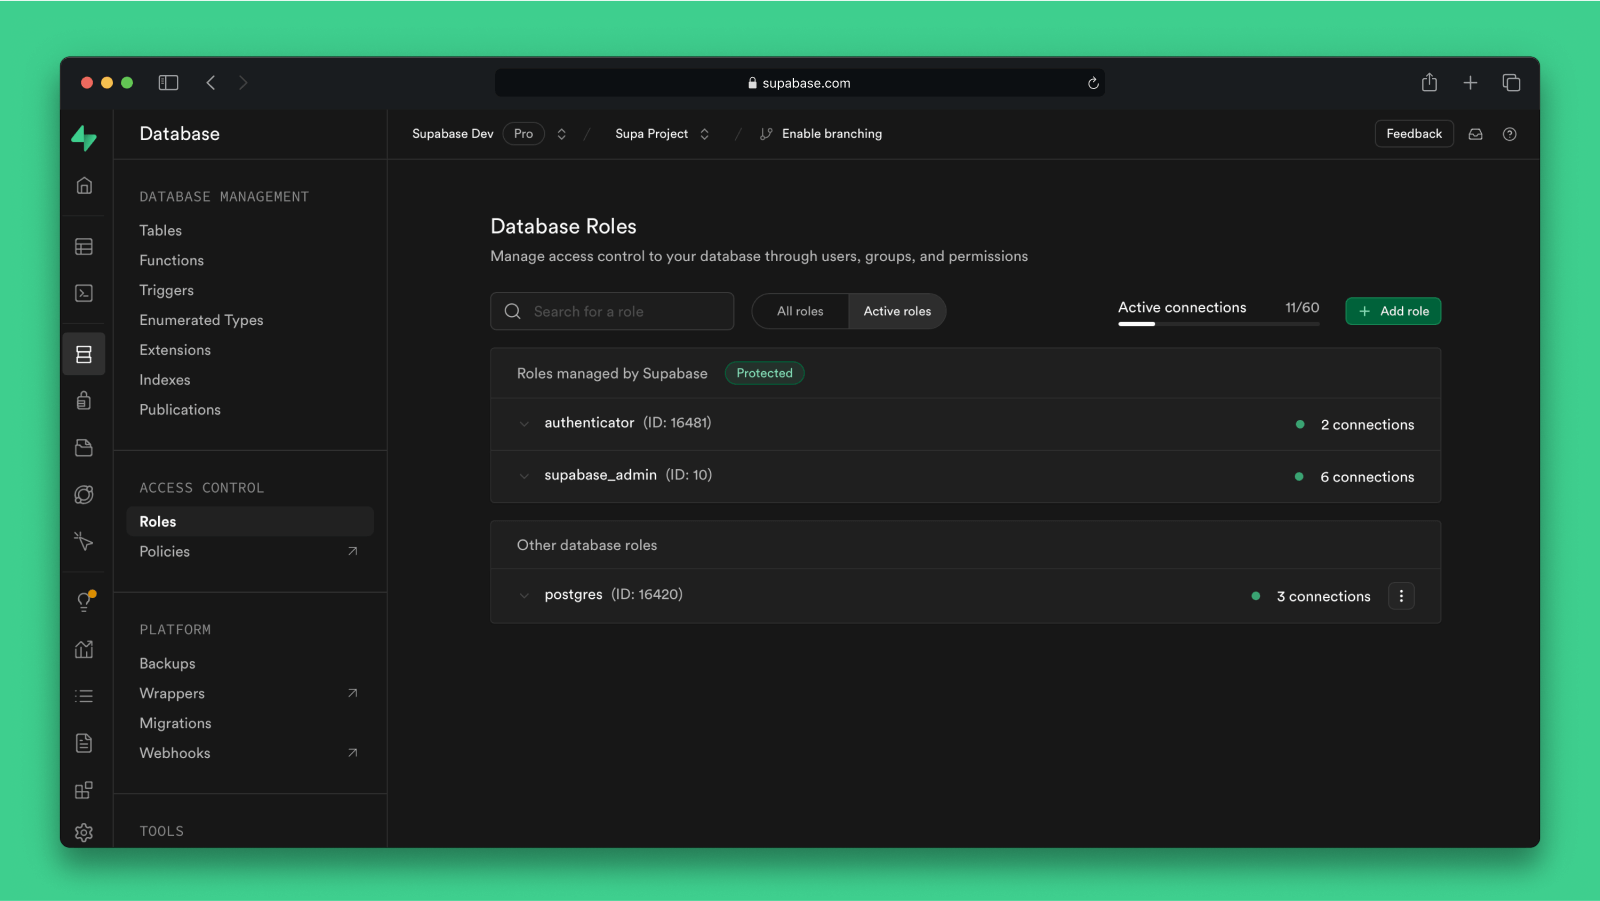 supabase.com
Database
Supabase Dev Pro / Supa Project / Enable branching
Feedback
DATABASE MANAGEMENT
Tables
Functions
Triggers
Enumerated Types
Extensions
Indexes
Publications
ACCESS CONTROL
Roles
Policies
PLATFORM
Backups
Wrappers
Migrations
Webhooks
TOOLS
Database Roles
Manage access control to your database through users, groups, and permissions
Search for a role
All roles
Active roles
Active connections 11/60
Add role
Roles managed by Supabase Protected
authenticator (ID: 16481) 2 connections
supabase_admin (ID: 10) 6 connections
Other database roles
postgres (ID: 16420) 3 connections